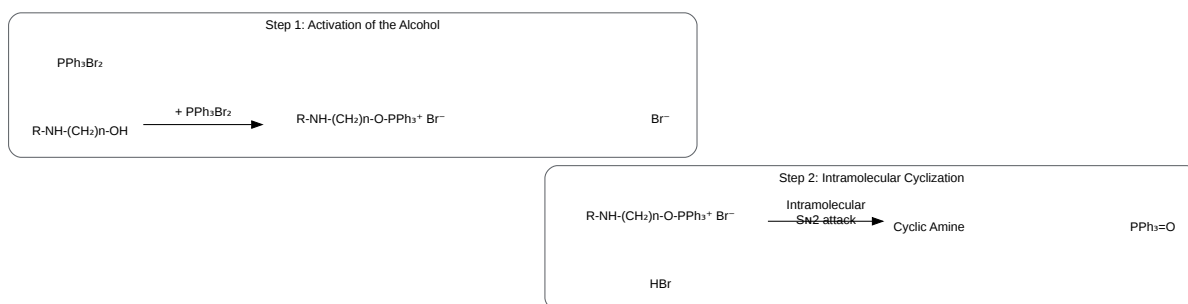 Step 1: Activation of the Alcohol
PPh₃Br₂
+ PPh₃Br₂
R-NH-(CH₂)n-OH
R-NH-(CH₂)n-O-PPh₃⁺ Br⁻
Br⁻
Step 2: Intramolecular Cyclization
R-NH-(CH₂)n-O-PPh₃⁺ Br⁻
Intramolecular
Sɴ2 attack
Cyclic Amine
PPh₃=O
HBr